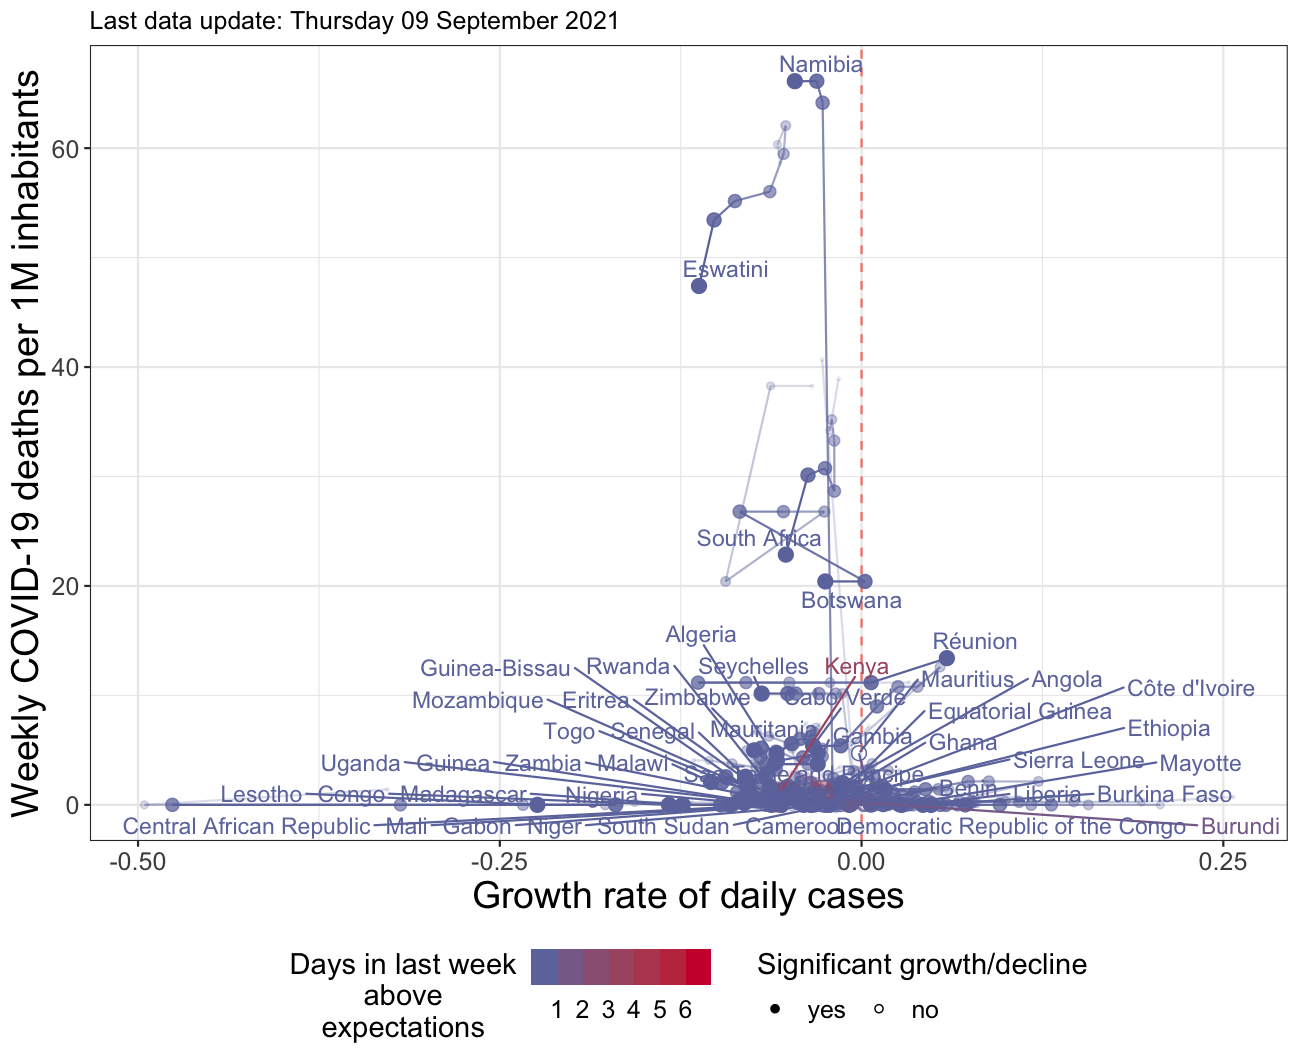 Last data update: Thursday 09 September 2021
Weekly COVID-19 deaths per 1M inhabitants
60
40
20
0
Namibia
Eswatini
South Africa
Botswana
Algeria
Réunion
Guinea-Bissau
Rwanda
Seychelles
Kenya
Mauritius
Angola
Côte d'Ivoire
Mozambique
Eritrea
Zimbabwe
Cabo Verde
Equatorial Guinea
Togo
Senegal
Mauritania
Gambia
Ghana
Ethiopia
Uganda
Guinea
Zambia
Malawi
Principe
Sierra Leone
Mayotte
Lesotho
Congo
Madagascar
Nigeria
Benin
Liberia
Burkina Faso
Central African Republic
Mali
Gabon
Niger
South Sudan
Cameroon
Democratic Republic of the Congo
Burundi
-0.50
-0.25
0.00
0.25
Growth rate of daily cases
Days in last week
above
expectations
1 2 3 4 5 6
Significant growth/decline
yes
no